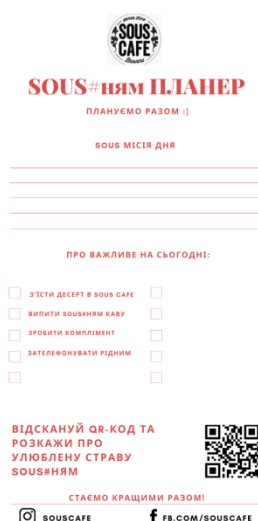 SOUS
CAFE
SOUS#ням ПЛАНЕР
ПЛАНУЄМО РАЗОМ :)
SOUS МІСІЯ ДНЯ
ПРО ВАЖЛИВЕ НА СЬОГОДНІ:
З'ЇСТИ ДЕСЕРТ В SOUS CAFE
ВИПИТИ SOUS#НЯМ КАВУ
ЗРОБИТИ КОМПЛІМЕНТ
ЗАТЕЛЕФОНУВАТИ РІДНИМ
ВІДСКАНУЙ QR-КОД ТА
РОЗКАЖИ ПРО
УЛЮБЛЕНУ СТРАВУ
SOUS#НЯМ
СТАЄМО КРАЩИМИ РАЗОМ!
SOUSCAFE
FB.COM/SOUSCAFE